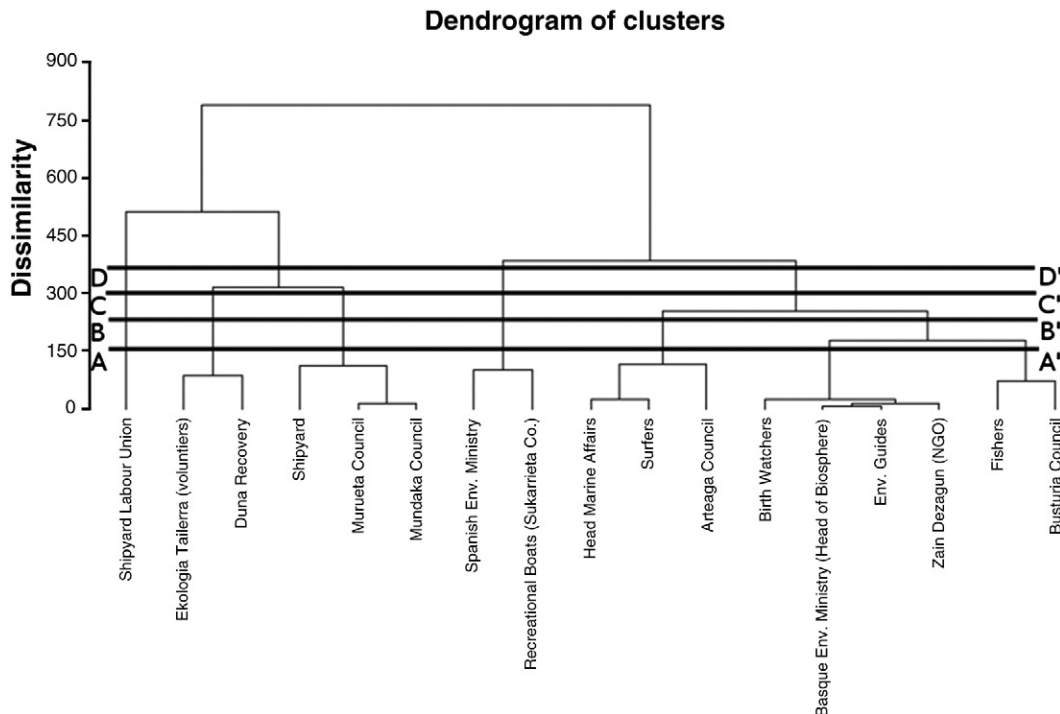 Dendrogram of clusters
Dissimilarity
900
750
600
450
300
150
0
D
D'
C
C'
B
B'
A
A'
Shipyard Labour Union
Ekologia Tailerra (voluntiers)
Duna Recovery
Shipyard
Murueta Council
Mundaka Council
Spanish Env. Ministry
Recreational Boats (Sukarrieta Co.)
Head Marine Affairs
Surfers
Arteaga Council
Birth Watchers
Basque Env. Ministry (Head of Biosphere)
Env. Guides
Zain Dezagun (NGO)
Fishers
Busturia Council